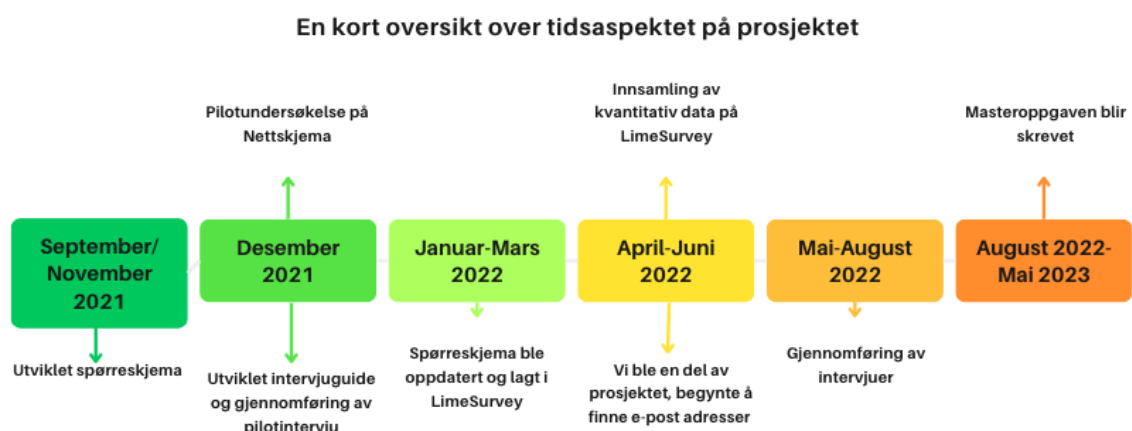 En kort oversikt over tidsaspektet på prosjektet
Pilotundersøkelse på
Nettskjema
Innsamling av
kvantitativ data på
LimeSurvey
Masteroppgaven blir
skrevet
September/
November
2021
Desember
2021
Januar-Mars
2022
April-Juni
2022
Mai-August
2022
August 2022-
Mai 2023
Utviklet spørreskjema
Utviklet intervjuguide
og gjennomføring av
pilotintervju
Spørreskjema ble
oppdatert og lagt i
LimeSurvey
Vi ble en del av
prosjektet, begynte å
finne e-post adresser
Gjennomføring av
intervjuer